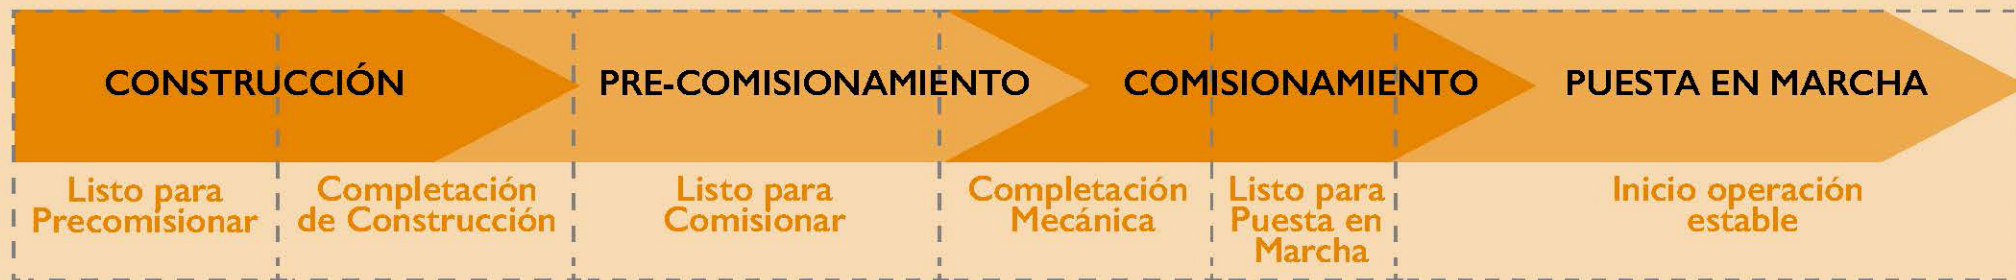 CONSTRUCCIÓN
PRE-COMISIONAMIENTO
COMISIONAMIENTO
PUESTA EN MARCHA
Listo para
Precomisionar
Completación
de Construcción
Listo para
Comisionar
Completación
Mecánica
Listo para
Puesta en
Marcha
Inicio operación
estable